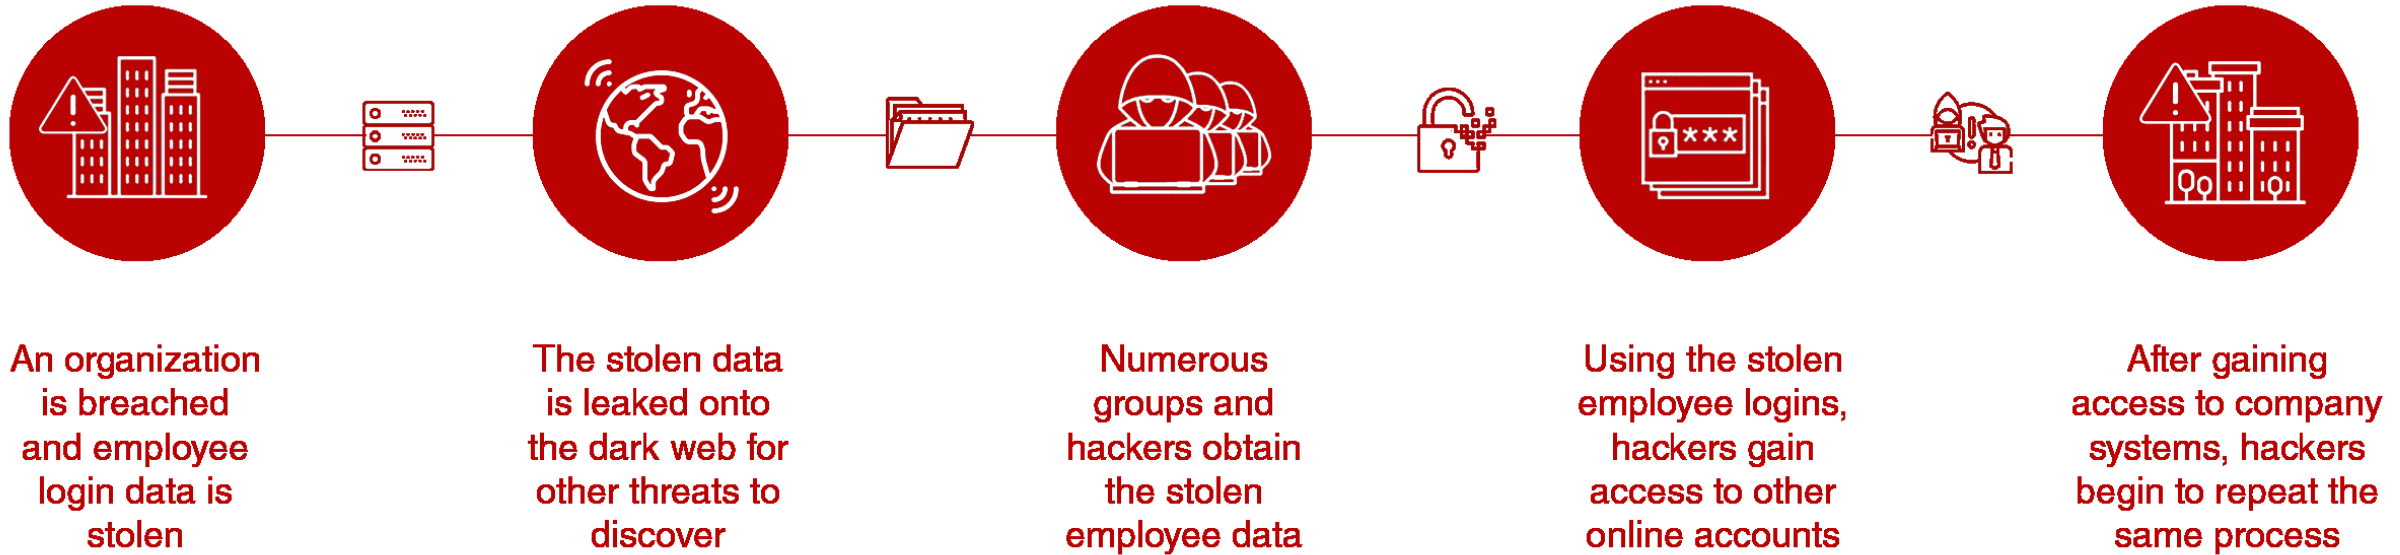 ***
An organization
is breached
and employee
login data is
stolen
The stolen data
is leaked onto
the dark web for
other threats to
discover
Numerous
groups and
hackers obtain
the stolen
employee data
Using the stolen
employee logins,
hackers gain
access to other
online accounts
After gaining
access to company
systems, hackers
begin to repeat the
same process